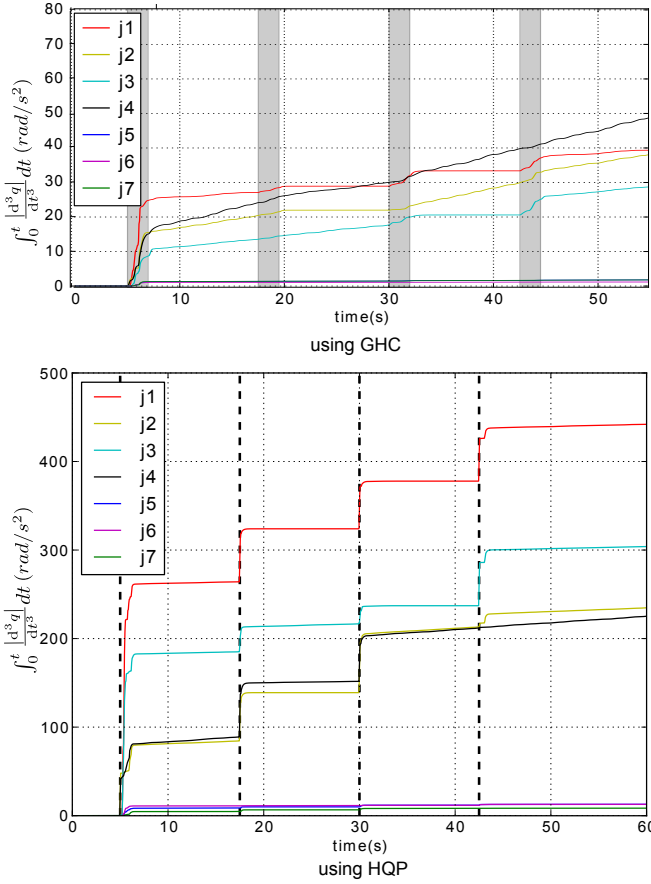 80
70
60
50
40
30
20
10
0
j1
j2
j3
j4
j5
j6
j7
∫₀ᵗ |d³q|/dt³ dt (rad/s²)
0 10 20 30 40 50
time(s)
using GHC
500
400
300
200
100
0
j1
j2
j3
j4
j5
j6
j7
∫₀ᵗ |d³q|/dt³ dt (rad/s²)
0 10 20 30 40 50 60
time(s)
using HQP